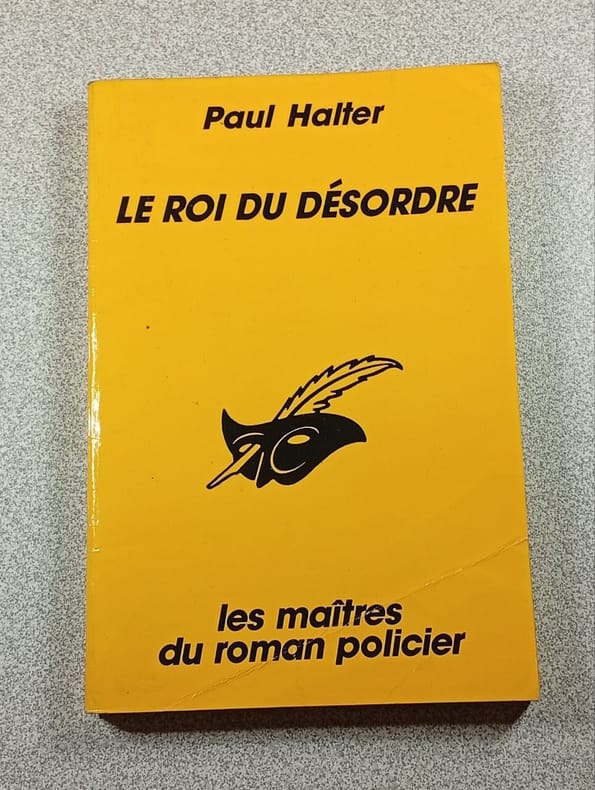 Paul Halter
LE ROI DU DÉSORDRE
les maîtres
du roman policier